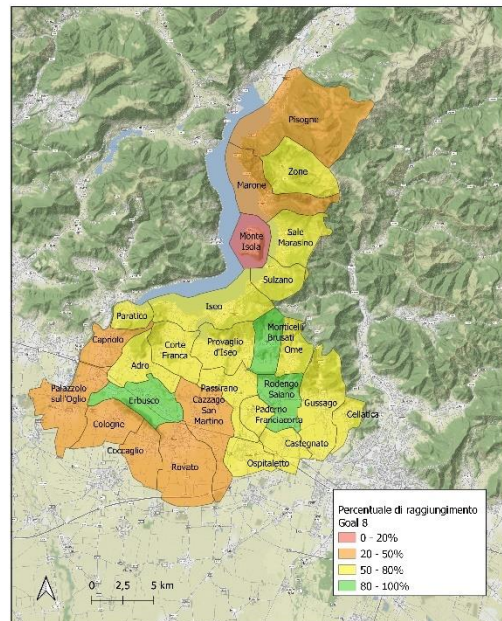 Pisogne
Zone
Marone
Monte
Isola
Sale
Marasino
Sulzano
Iseo
Paratico
Capriolo
Corte
Franca
Provaglio
d'Iseo
Monticelli
Brusati
Ome
Adro
Palazzolo
sull'Oglio
Erbusco
Passirano
Cazzago
San
Martino
Rodengo
Saiano
Gussago
Cellatica
Paderno
Franciacorta
Cologne
Castegnato
Coccaglio
Rovato
Ospitaletto
Percentuale di raggiungimento
Goal 8
0 - 20%
20 - 50%
50 - 80%
80 - 100%
0 2,5 5 km